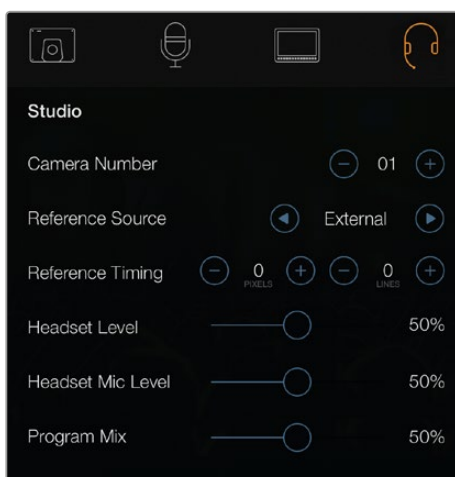 Studio
Camera Number 01
Reference Source External
Reference Timing 0 PIXELS 0 LINES
Headset Level 50%
Headset Mic Level 50%
Program Mix 50%